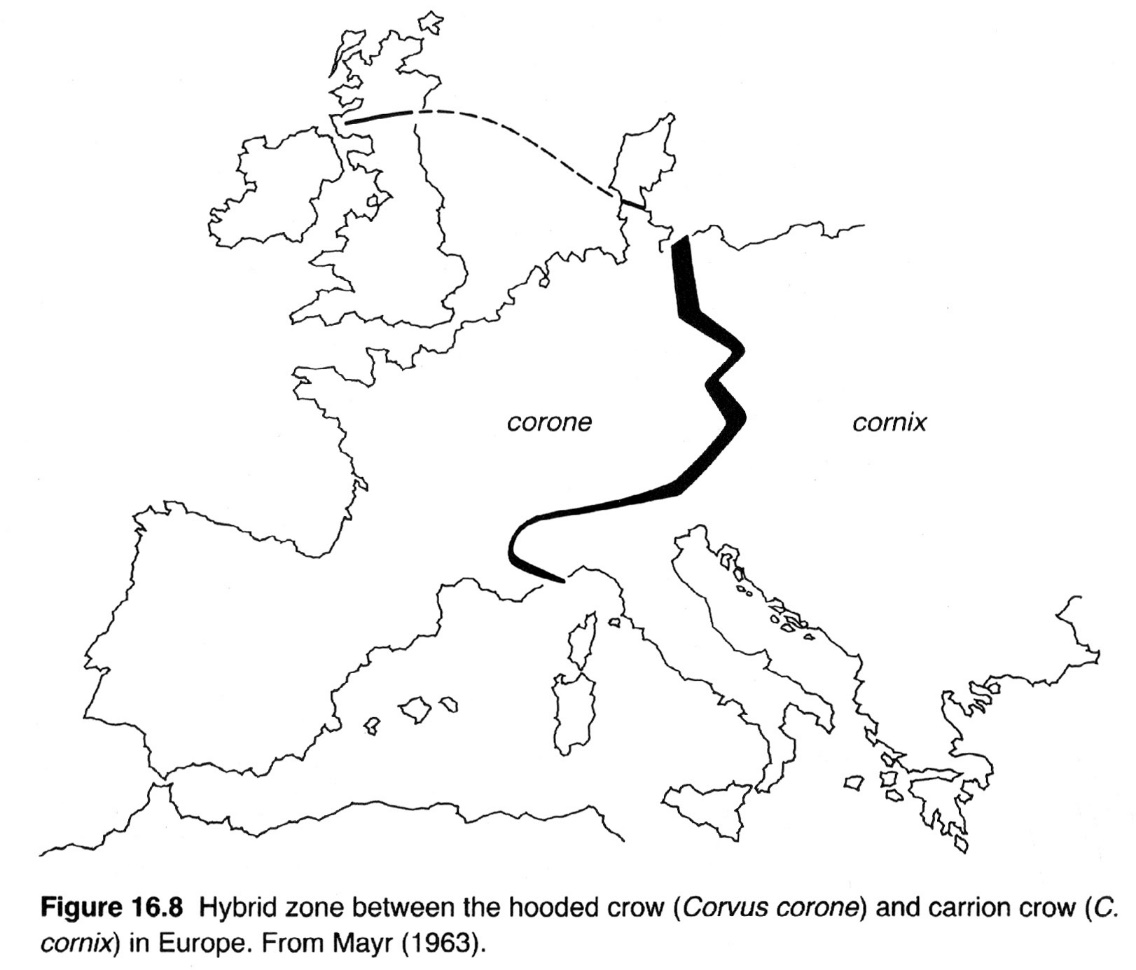 corone
cornix
Figure 16.8 Hybrid zone between the hooded crow (Corvus corone) and carrion crow (C.
cornix) in Europe. From Mayr (1963).